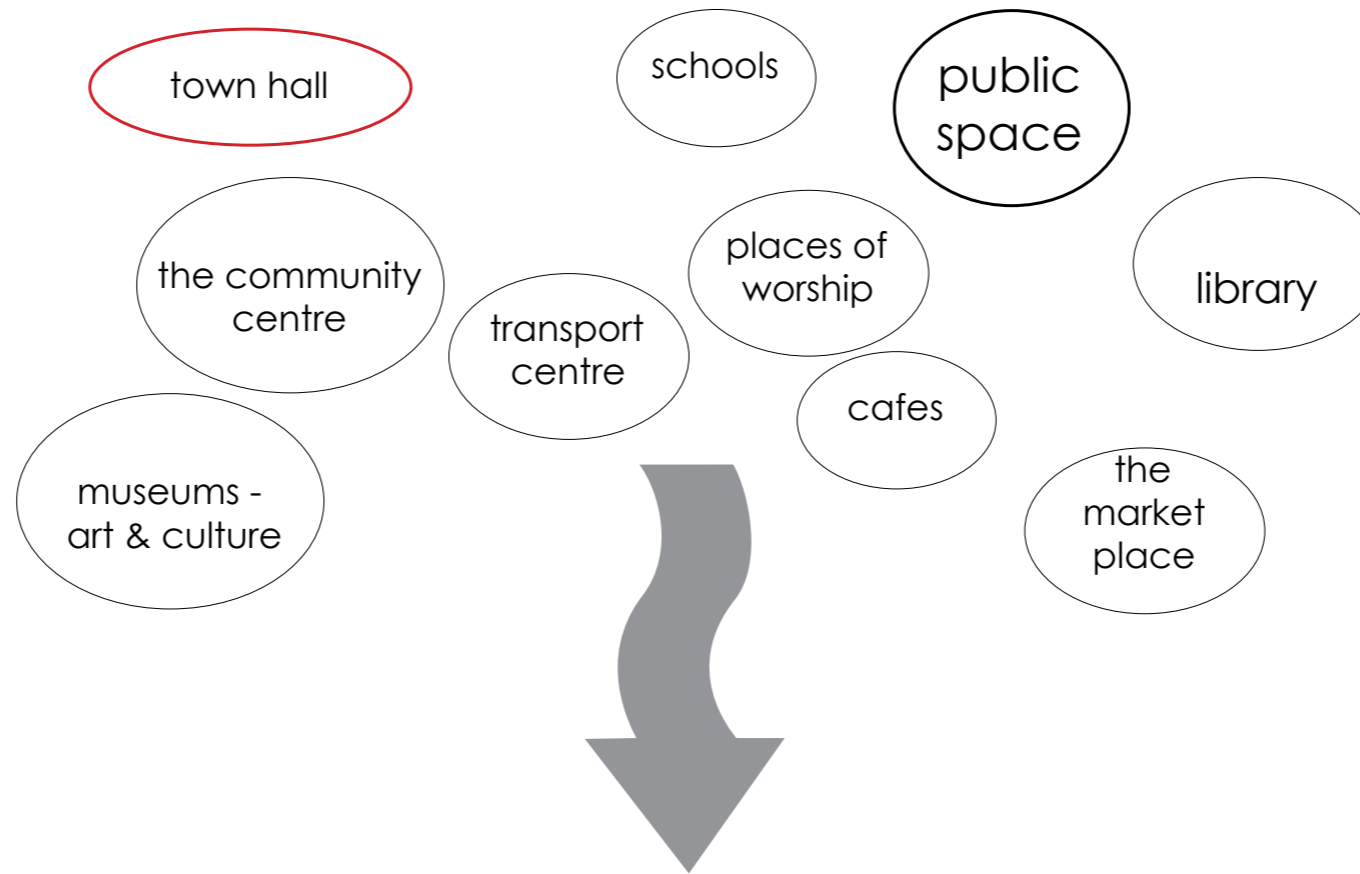 town hall
schools
public
space
the community
centre
transport
centre
places of
worship
library
cafes
museums -
art & culture
the
market
place